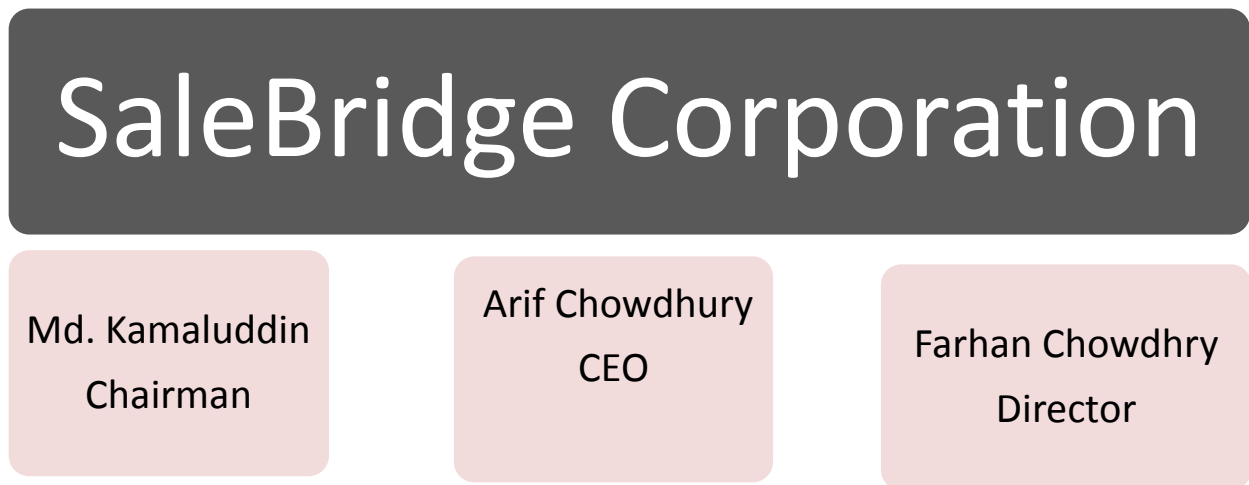 SaleBridge Corporation
Md. Kamaluddin
Chairman
Arif Chowdhury
CEO
Farhan Chowdhry
Director